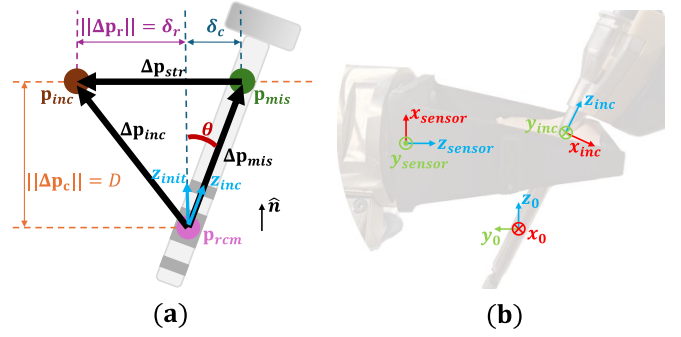 ||Δp_r|| = δ_r
δ_c
Δp_str
p_inc
p_mis
Δp_inc
θ
Δp_mis
||Δp_c|| = D
z_init
z_inc
n̂
p_rcm
(a)
x_sensor
z_sensor
y_sensor
z_inc
y_inc
x_inc
z_0
y_0
x_0
(b)